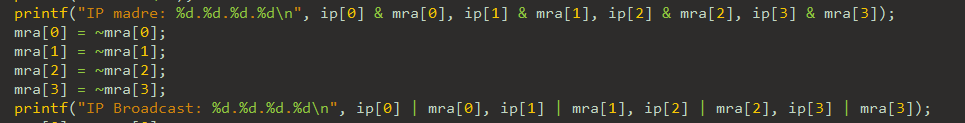 printf("IP madre: %d.%d.%d.%d\n", ip[0] & mra[0], ip[1] & mra[1], ip[2] & mra[2], ip[3] & mra[3]);
mra[0] = ~mra[0];
mra[1] = ~mra[1];
mra[2] = ~mra[2];
mra[3] = ~mra[3];
printf("IP Broadcast: %d.%d.%d.%d\n", ip[0] | mra[0], ip[1] | mra[1], ip[2] | mra[2], ip[3] | mra[3]);